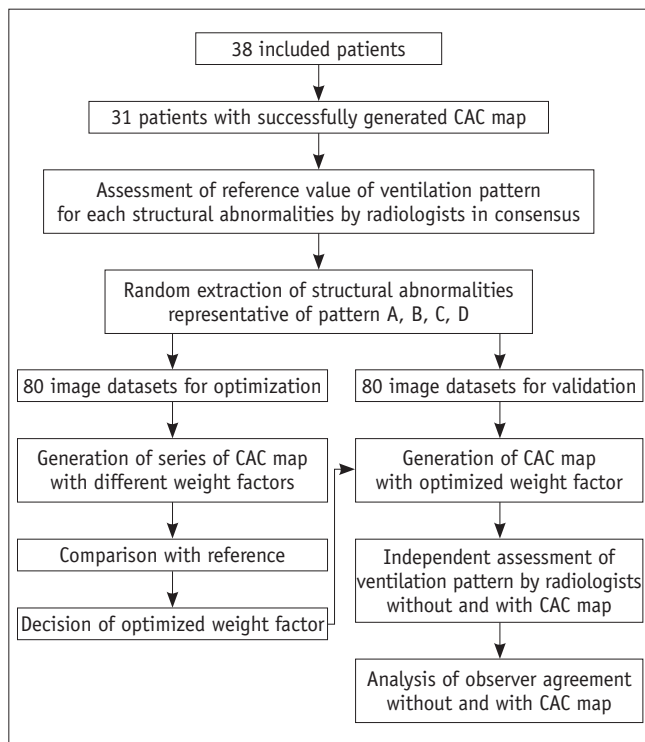 38 included patients
31 patients with successfully generated CAC map
Assessment of reference value of ventilation pattern
for each structural abnormalities by radiologists in consensus
Random extraction of structural abnormalities
representative of pattern A, B, C, D
80 image datasets for optimization
Generation of series of CAC map
with different weight factors
Comparison with reference
Decision of optimized weight factor
80 image datasets for validation
Generation of CAC map
with optimized weight factor
Independent assessment of
ventilation pattern by radiologists
without and with CAC map
Analysis of observer agreement
without and with CAC map